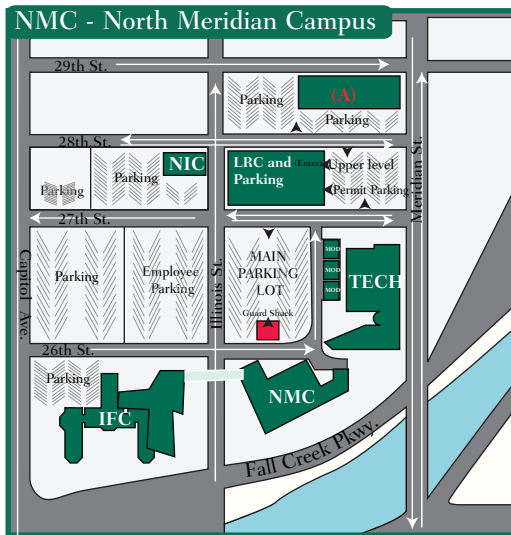 NMC - North Meridian Campus
29th St.
(A)
Parking
Parking
28th St.
NIC
LRC and
Parking
(Enter)
Upper level
Permit Parking
Parking
Parking
27th St.
Meridian St.
Capitol Ave.
Illinois St.
Parking
Employee
Parking
MAIN
PARKING
LOT
Guard Shack
MOD
MOD
MOD
TECH
26th St.
Parking
IFC
NMC
Fall Creek Pkwy.